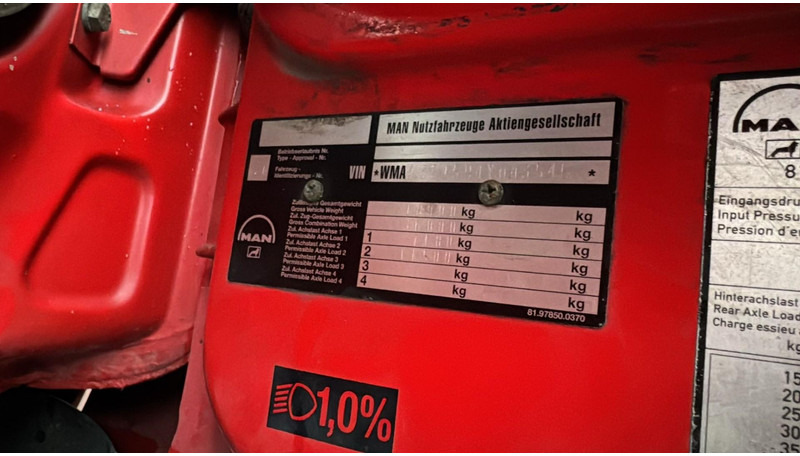 MAN Nutzfahrzeuge Aktiengesellschaft
Betriebserlaubnis Nr.
Type - Approval - Nr.
Fahrzeug -
Identifizierungs - Nr.
VIN
*WMA
*
Zulässiges Gesamtgewicht
Gross Vehicle Weight
Zul. Zug-Gesamtgewicht
Gross Combination Weight
Zul. Achslast Achse 1
Permissible Axle Load 1
Zul. Achslast Achse 2
Permissible Axle Load 2
Zul. Achslast Achse 3
Permissible Axle Load 3
Zul. Achslast Achse 4
Permissible Axle Load 4
MAN
kg kg
kg kg
1 kg kg
2 kg kg
3 kg kg
4 kg kg
81.97850.0370
1,0%
MA
8
Eingangsdru
Input Pressu
Pression d'e
Hinterachslast
Rear Axle Load
Charge essieu
kg
15
20
25
30
35